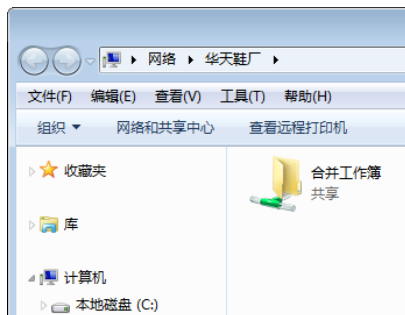 网络 华天鞋厂
文件(F) 编辑(E) 查看(V) 工具(T) 帮助(H)
组织 网络和共享中心 查看远程打印机
收藏夹
库
计算机
本地磁盘 (C:)
合并工作簿
共享